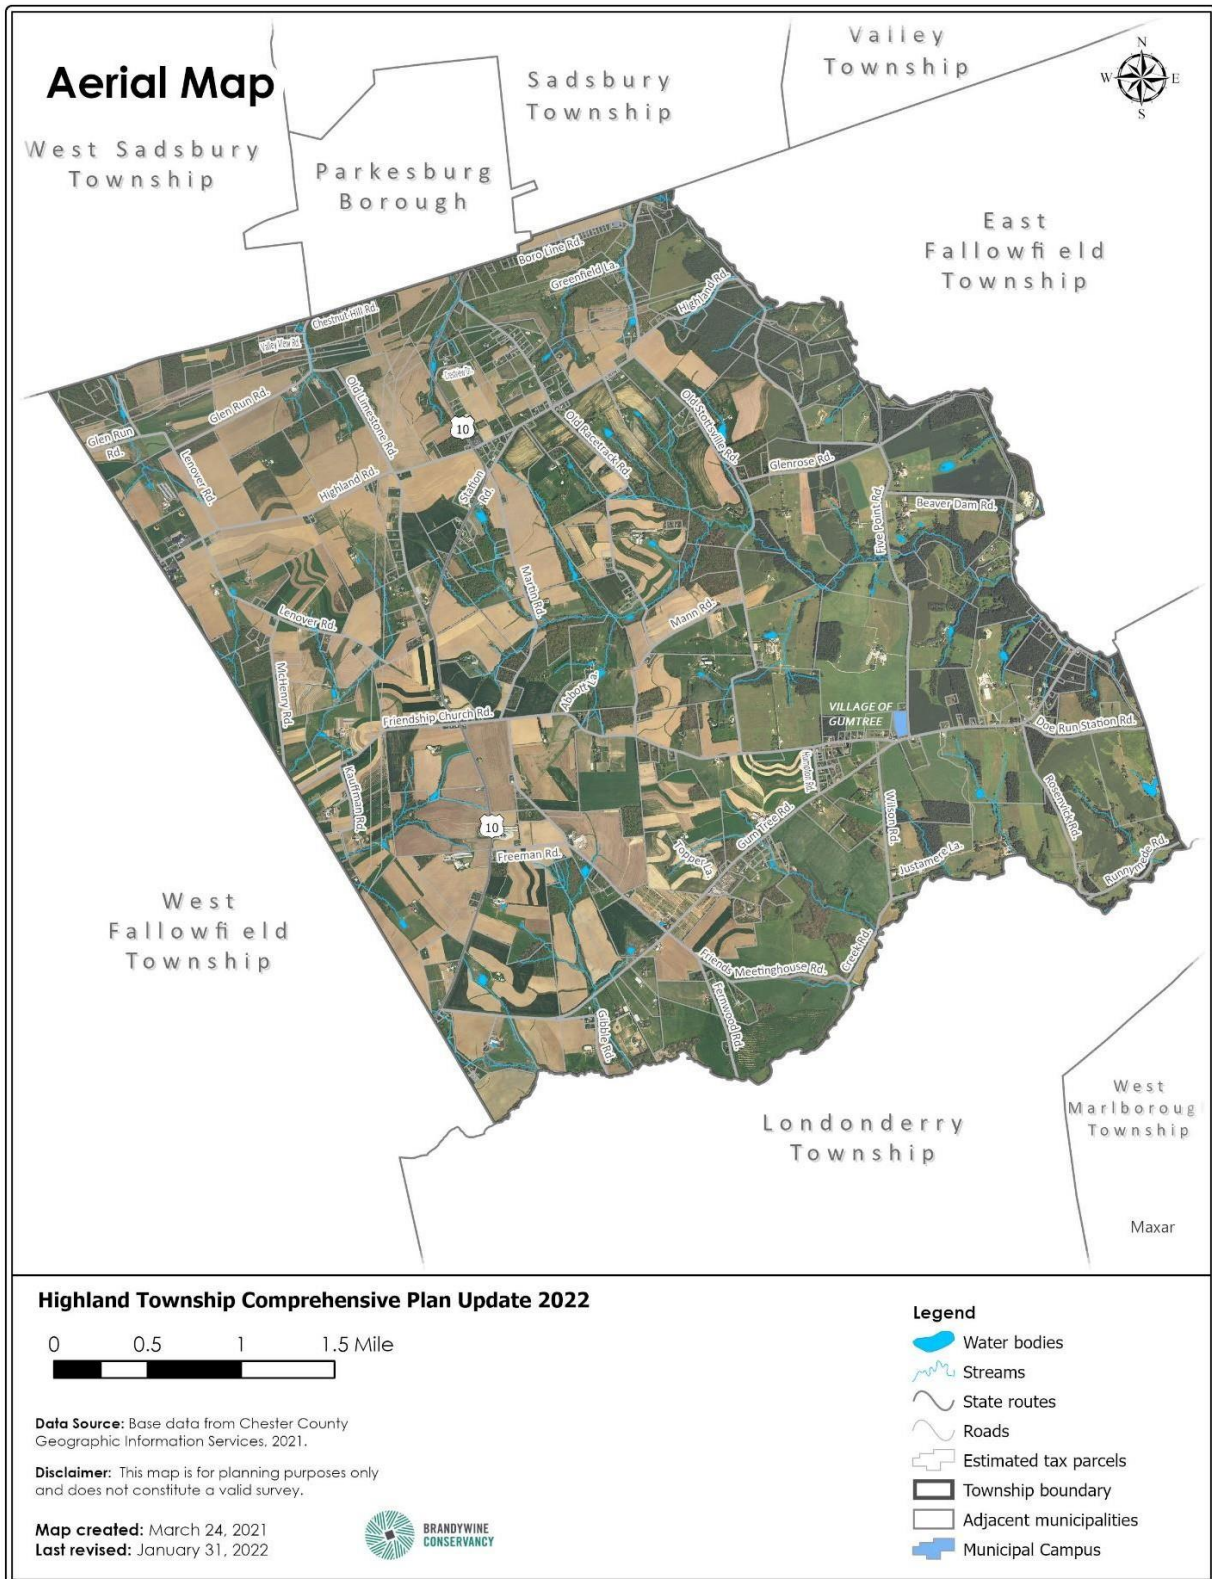 Aerial Map
Valley
Township
Sadsbury
Township
West Sadsbury
Township
Parkesburg
Borough
East
Fallowfield
Township
N
W
E
S
Boro Line Rd.
Greenfield La.
Highland Rd.
Chestnut Hill Rd.
Valley View Rd.
Glen Run Rd.
Old Limestone Rd.
10
Old Racetrack Rd.
Old Stottsville Rd.
Glen Run
Rd.
Lenover Rd.
Highland Rd.
Station
Rd.
Glenrose Rd.
Five Point Rd.
Beaver Dam Rd.
Martin Rd.
Mann Rd.
Lenover Rd.
McHenry Rd.
Abbott La.
Friendship Church Rd.
VILLAGE OF
GUMTREE
Doe Run Station Rd.
Kauffman Rd.
10
Freeman Rd.
Gum Tree Rd.
Topper La.
Wilson Rd.
Rosenvick Rd.
Justamere La.
Runnymede Rd.
West
Fallowfield
Township
Friends Meetinghouse Rd.
Creek Rd.
Fernwood Rd.
Gibble Rd.
Londonderry
Township
West
Marlboroug
Township
Maxar
Highland Township Comprehensive Plan Update 2022
0 0.5 1 1.5 Mile
Data Source: Base data from Chester County
Geographic Information Services, 2021.
Disclaimer: This map is for planning purposes only
and does not constitute a valid survey.
Map created: March 24, 2021
Last revised: January 31, 2022
BRANDYWINE
CONSERVANCY
Legend
Water bodies
Streams
State routes
Roads
Estimated tax parcels
Township boundary
Adjacent municipalities
Municipal Campus